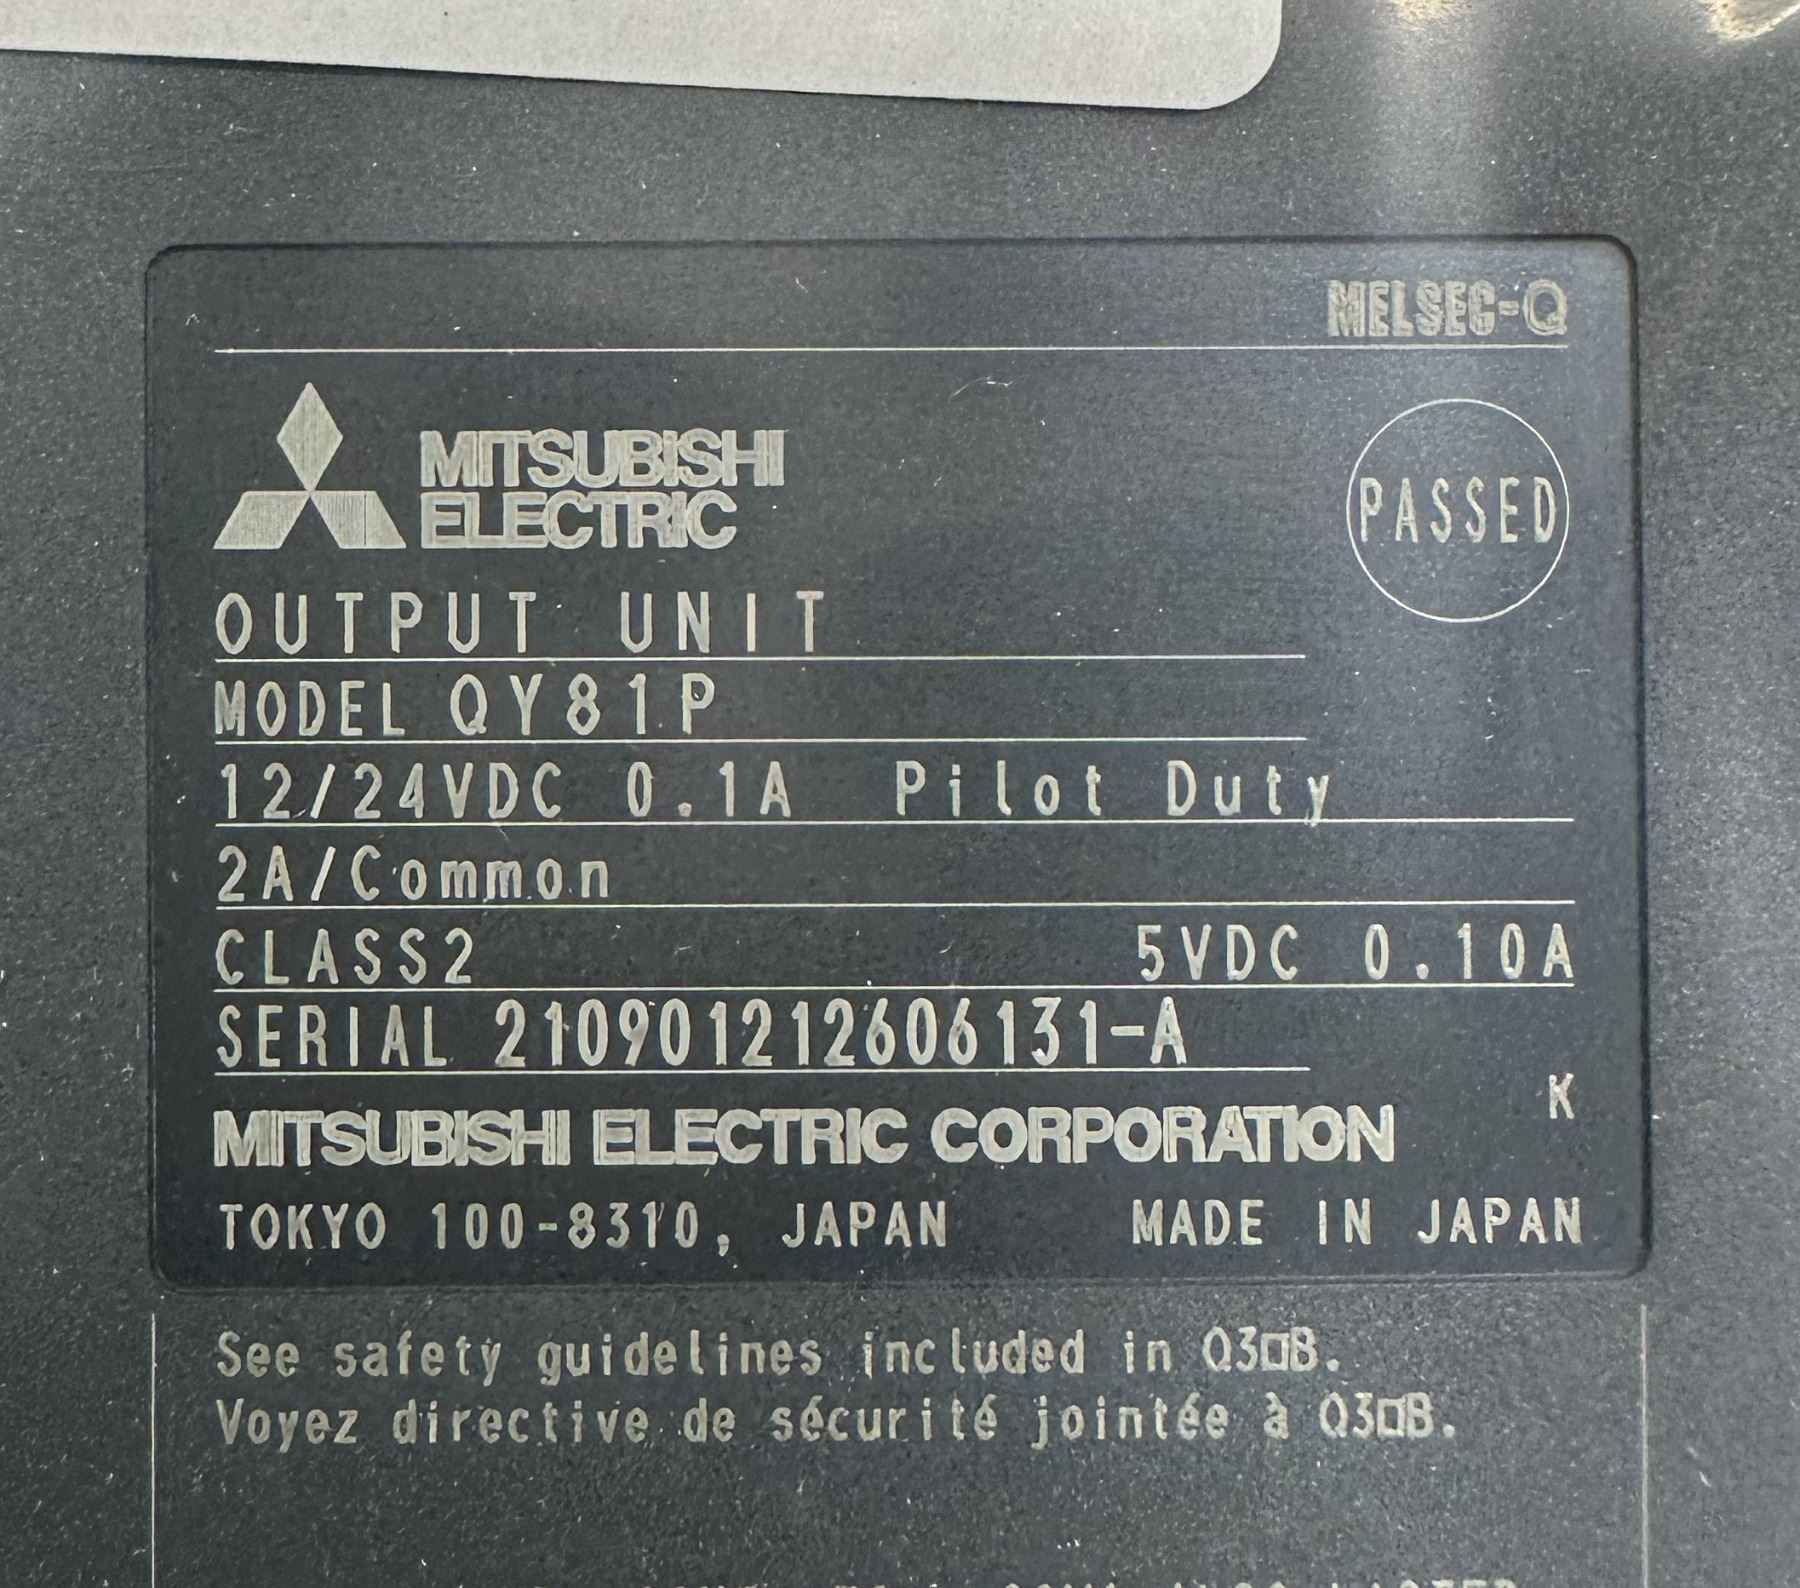 MELSEC-Q
MITSUBISHI
ELECTRIC
PASSED
OUTPUT UNIT
MODEL QY81P
12/24VDC 0.1A Pilot Duty
2A/Common
CLASS2 5VDC 0.10A
SERIAL 210901212606131-A
K
MITSUBISHI ELECTRIC CORPORATION
TOKYO 100-8310, JAPAN MADE IN JAPAN
See safety guidelines included in Q3□B.
Voyez directive de sécurité jointée à Q3□B.